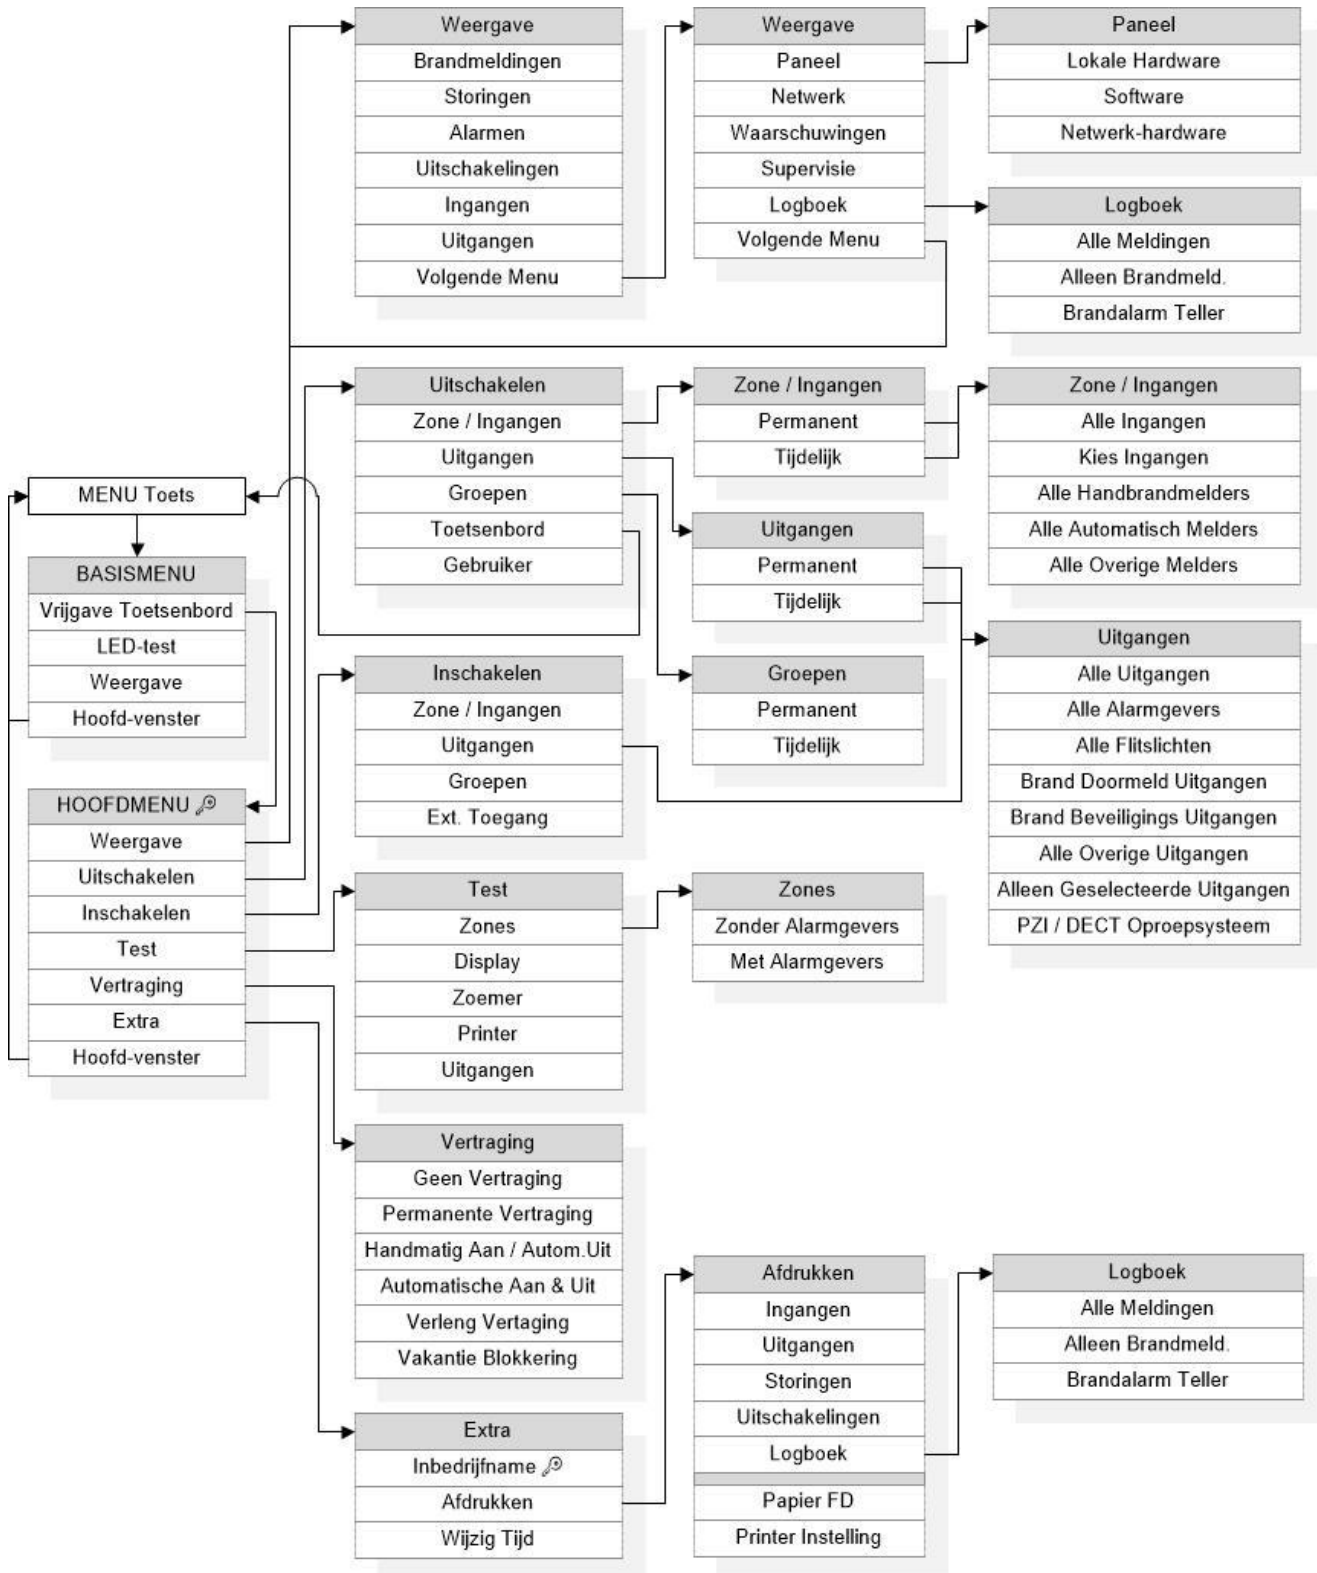 MENU Toets
BASISMENU
Vrijgave Toetsenbord
LED-test
Weergave
Hoofd-venster
HOOFDMENU
Weergave
Uitschakelen
Inschakelen
Test
Vertraging
Extra
Hoofd-venster
Weergave
Brandmeldingen
Storingen
Alarmen
Uitschakelingen
Ingangen
Uitgangen
Volgende Menu
Weergave
Paneel
Netwerk
Waarschuwingen
Supervisie
Logboek
Volgende Menu
Paneel
Lokale Hardware
Software
Netwerk-hardware
Logboek
Alle Meldingen
Alleen Brandmeld.
Brandalarm Teller
Uitschakelen
Zone / Ingangen
Uitgangen
Groepen
Toetsenbord
Gebruiker
Zone / Ingangen
Permanent
Tijdelijk
Zone / Ingangen
Alle Ingangen
Kies Ingangen
Alle Handbrandmelders
Alle Automatisch Melders
Alle Overige Melders
Uitgangen
Permanent
Tijdelijk
Groepen
Permanent
Tijdelijk
Uitgangen
Alle Uitgangen
Alle Alarmgevers
Alle Flitslichten
Brand Doormeld Uitgangen
Brand Beveiligings Uitgangen
Alle Overige Uitgangen
Alleen Geselecteerde Uitgangen
PZI / DECT Oproepsysteem
Inschakelen
Zone / Ingangen
Uitgangen
Groepen
Ext. Toegang
Test
Zones
Display
Zoemer
Printer
Uitgangen
Zones
Zonder Alarmgevers
Met Alarmgevers
Vertraging
Geen Vertraging
Permanente Vertraging
Handmatig Aan / Autom.Uit
Automatische Aan & Uit
Verleng Vertaging
Vakantie Blokkering
Extra
Inbedrijfname
Afdrukken
Wijzig Tijd
Afdrukken
Ingangen
Uitgangen
Storingen
Uitschakelingen
Logboek
Papier FD
Printer Instelling
Logboek
Alle Meldingen
Alleen Brandmeld.
Brandalarm Teller